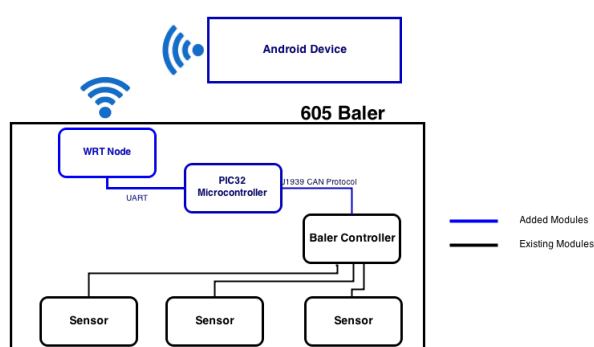 Android Device
605 Baler
WRT Node
PIC32
Microcontroller
J1939 CAN Protocol
UART
Added Modules
Existing Modules
Baler Controller
Sensor
Sensor
Sensor